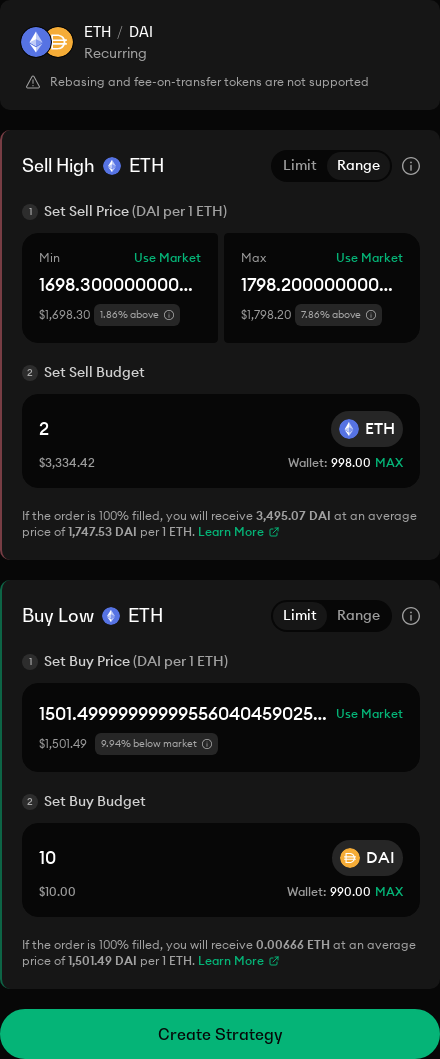 ETH / DAI
Recurring
Rebasing and fee-on-transfer tokens are not supported
Sell High ETH Limit Range
1 Set Sell Price (DAI per 1 ETH)
Min Use Market Max Use Market
1698.300000000... 1798.200000000...
$1,698.30 1.86% above $1,798.20 7.86% above
2 Set Sell Budget
2 ETH
$3,334.42 Wallet: 998.00 MAX
If the order is 100% filled, you will receive 3,495.07 DAI at an average
price of 1,747.53 DAI per 1 ETH. Learn More
Buy Low ETH Limit Range
1 Set Buy Price (DAI per 1 ETH)
1501.49999999999556040459025... Use Market
$1,501.49 9.94% below market
2 Set Buy Budget
10 DAI
$10.00 Wallet: 990.00 MAX
If the order is 100% filled, you will receive 0.00666 ETH at an average
price of 1,501.49 DAI per 1 ETH. Learn More
Create Strategy